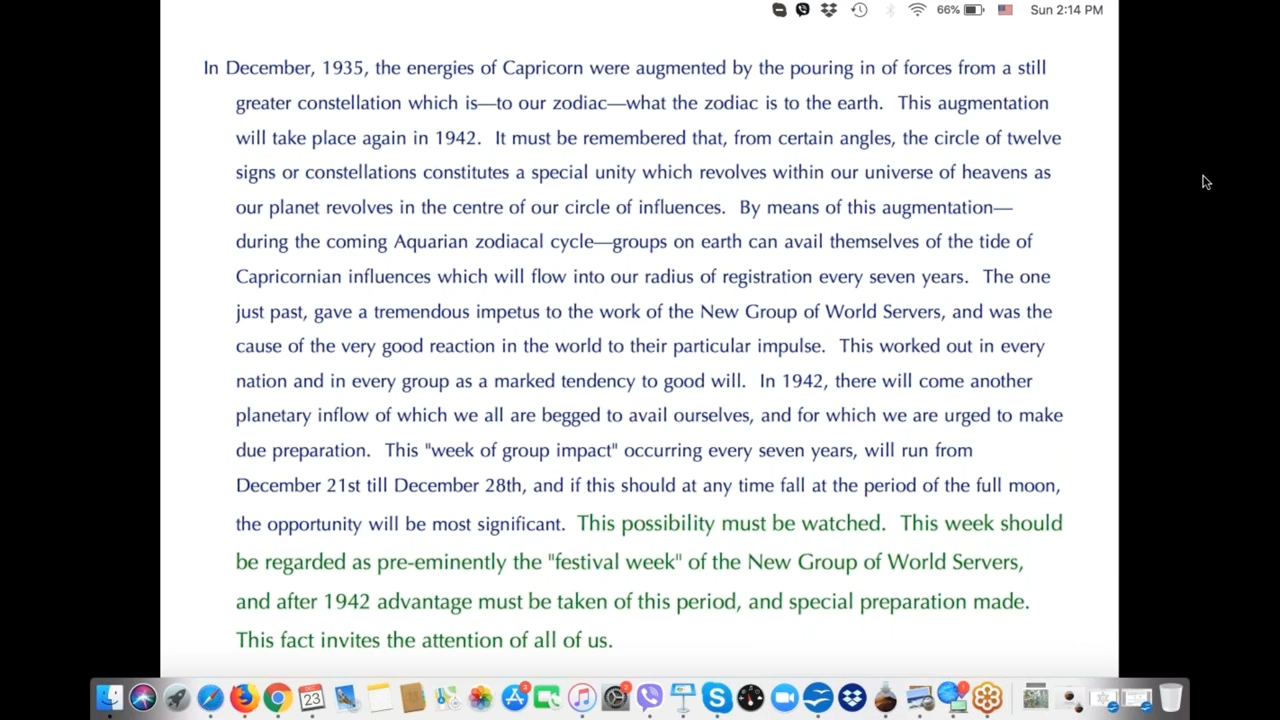 66% Sun 2:14 PM
In December, 1935, the energies of Capricorn were augmented by the pouring in of forces from a still
greater constellation which is—to our zodiac—what the zodiac is to the earth. This augmentation
will take place again in 1942. It must be remembered that, from certain angles, the circle of twelve
signs or constellations constitutes a special unity which revolves within our universe of heavens as
our planet revolves in the centre of our circle of influences. By means of this augmentation—
during the coming Aquarian zodiacal cycle—groups on earth can avail themselves of the tide of
Capricornian influences which will flow into our radius of registration every seven years. The one
just past, gave a tremendous impetus to the work of the New Group of World Servers, and was the
cause of the very good reaction in the world to their particular impulse. This worked out in every
nation and in every group as a marked tendency to good will. In 1942, there will come another
planetary inflow of which we all are begged to avail ourselves, and for which we are urged to make
due preparation. This "week of group impact" occurring every seven years, will run from
December 21st till December 28th, and if this should at any time fall at the period of the full moon,
the opportunity will be most significant. This possibility must be watched. This week should
be regarded as pre-eminently the "festival week" of the New Group of World Servers,
and after 1942 advantage must be taken of this period, and special preparation made.
This fact invites the attention of all of us.
DEC
23